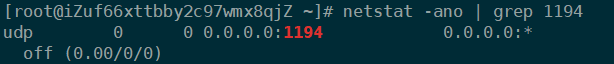 [root@iZuf66xttbby2c97wmx8qjZ ~]# netstat -ano | grep 1194
udp        0      0 0.0.0.0:1194            0.0.0.0:*
  off (0.00/0/0)